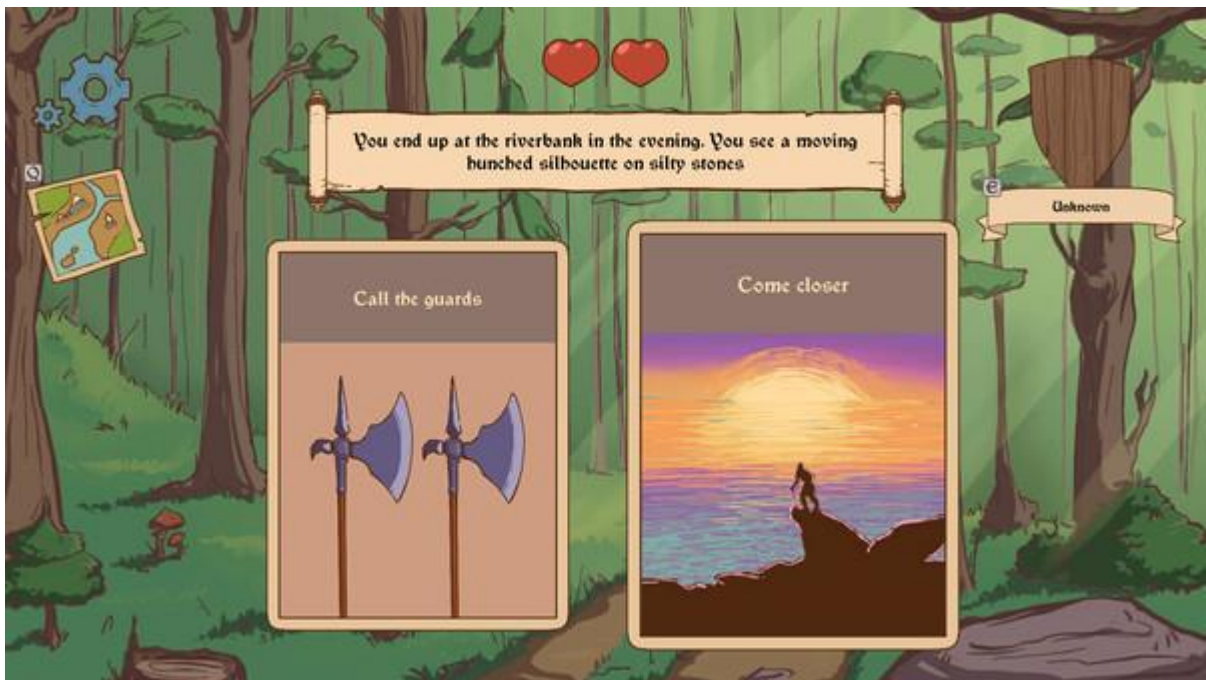 You end up at the riverbank in the evening. You see a moving
hunched silhouette on silty stones
Q
E
Unknown
Call the guards
Come closer